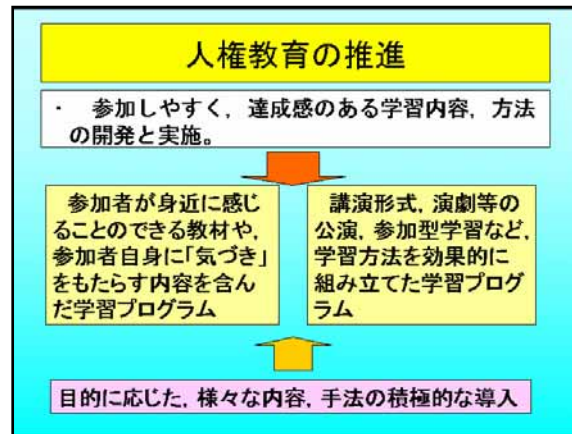 人権教育の推進
・　参加しやすく，達成感のある学習内容，方法
の開発と実施。
参加者が身近に感じ
ることのできる教材や，
参加者自身に「気づき」
をもたらす内容を含ん
だ学習プログラム
講演形式，演劇等の
公演，参加型学習など，
学習方法を効果的に
組み立てた学習プログ
ラム
目的に応じた，様々な内容，手法の積極的な導入